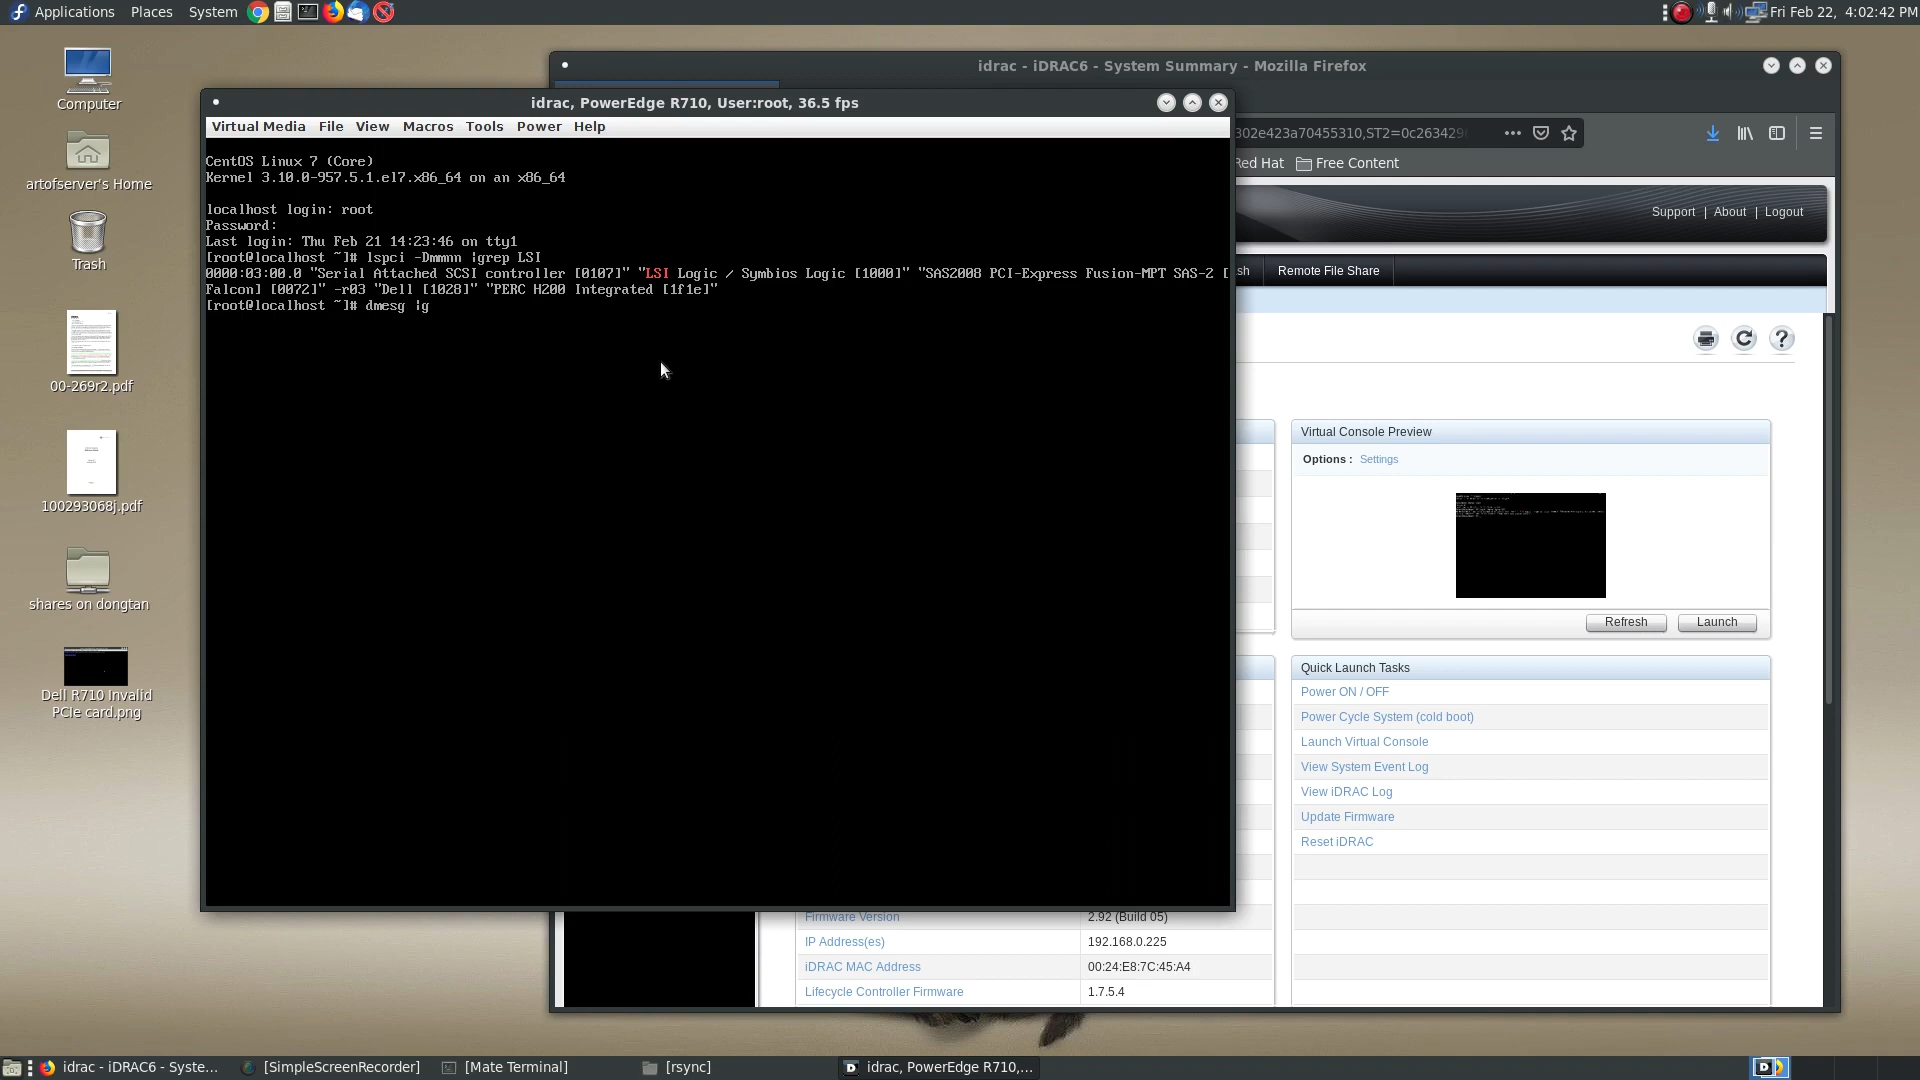 Applications Places System
Fri Feb 22, 4:02:42 PM
Computer
artofserver's Home
Trash
00-269r2.pdf
100293068j.pdf
shares on dongtan
Dell R710 Invalid
PCIe card.png
idrac - iDRAC6 - System Summary - Mozilla Firefox
idrac, PowerEdge R710, User:root, 36.5 fps
Virtual Media File View Macros Tools Power Help
CentOS Linux 7 (Core)
Kernel 3.10.0-957.5.1.el7.x86_64 on an x86_64
localhost login: root
Password:
Last login: Thu Feb 21 14:23:46 on tty1
[root@localhost ~]# lspci -Dmmnn |grep LSI
0000:03:00.0 "Serial Attached SCSI controller [0107]" "LSI Logic / Symbios Logic [1000]" "SAS2008 PCI-Express Fusion-MPT SAS-2 [
Falcon] [0072]" -r03 "Dell [1028]" "PERC H200 Integrated [1f1e]"
[root@localhost ~]# dmesg |g
302e423a70455310,ST2=0c263429
Red Hat Free Content
Support | About | Logout
sh Remote File Share
Virtual Console Preview
Options : Settings
Refresh Launch
Quick Launch Tasks
Power ON / OFF
Power Cycle System (cold boot)
Launch Virtual Console
View System Event Log
View iDRAC Log
Update Firmware
Reset iDRAC
Firmware Version 2.92 (Build 05)
IP Address(es) 192.168.0.225
iDRAC MAC Address 00:24:E8:7C:45:A4
Lifecycle Controller Firmware 1.7.5.4
idrac - iDRAC6 - Syste... [SimpleScreenRecorder] [Mate Terminal] [rsync] idrac, PowerEdge R710,...